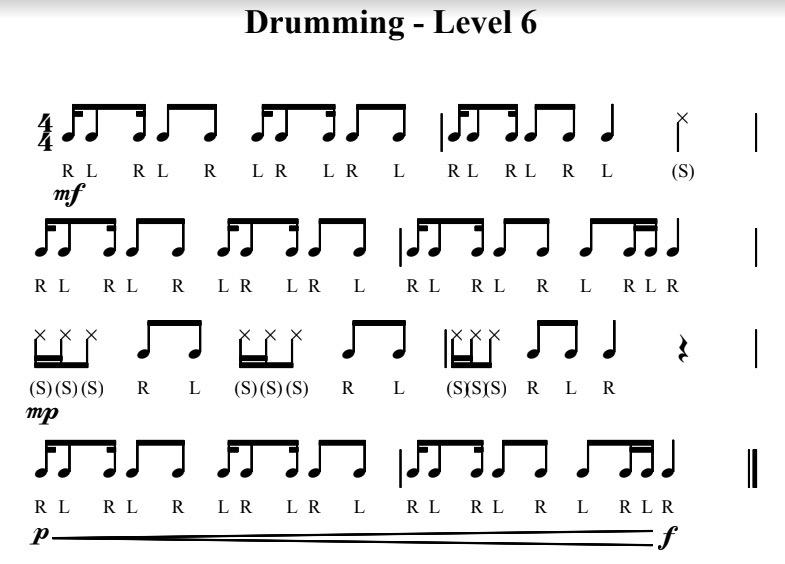 Drumming - Level 6
4
4
R L R L R L R L R L R L R L R L (S)
mf
R L R L R L R L R L R L R L R L R L R
(S) (S) (S) R L (S) (S) (S) R L (S)(S)(S) R L R
mp
R L R L R L R L R L R L R L R L R L R
p f